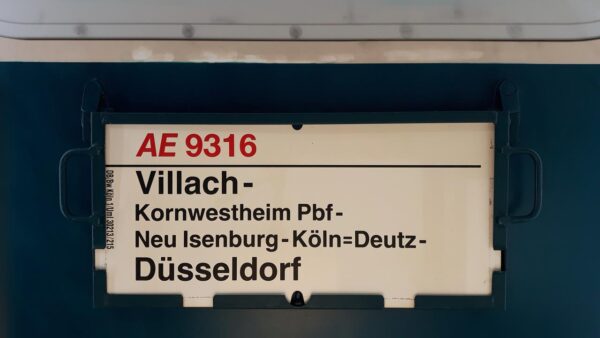 AE 9316
Villach-
Kornwestheim Pbf-
Neu Isenburg-Köln=Deutz-
Düsseldorf